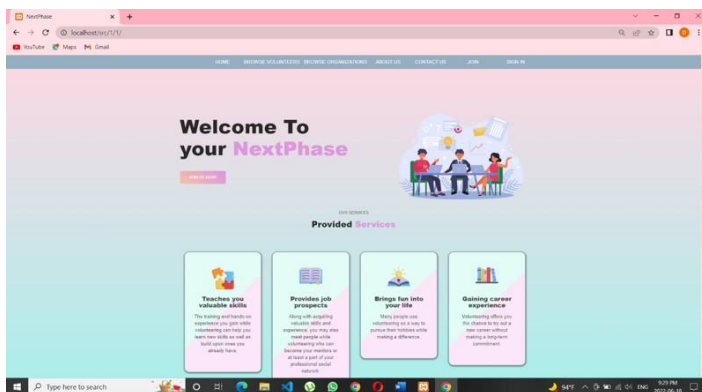 NextPhase
localhost/src/1/1/
YouTube Maps Gmail
HOME BROWSE VOLUNTEERS BROWSE ORGANIZATIONS ABOUT US CONTACT US JOIN SIGN IN
Welcome To
your NextPhase
OUR SERVICES
Provided Services
Teaches you
valuable skills
The training and hands-on
experience you gain while
volunteering can help you
learn new skills as well as
build upon ones you
already have.
Provides job
prospects
Along with acquiring
valuable skills and
experience, you may also
meet people while
volunteering who can
become your mentors or
at least a part of your
professional social
network.
Brings fun into
your life
Many people use
volunteering as a way to
pursue their hobbies while
making a difference.
Gaining career
experience
Volunteering offers you
the chance to try out a
new career without
making a long-term
commitment.
Type here to search
94°F ENG 9:29 PM
2022-06-18